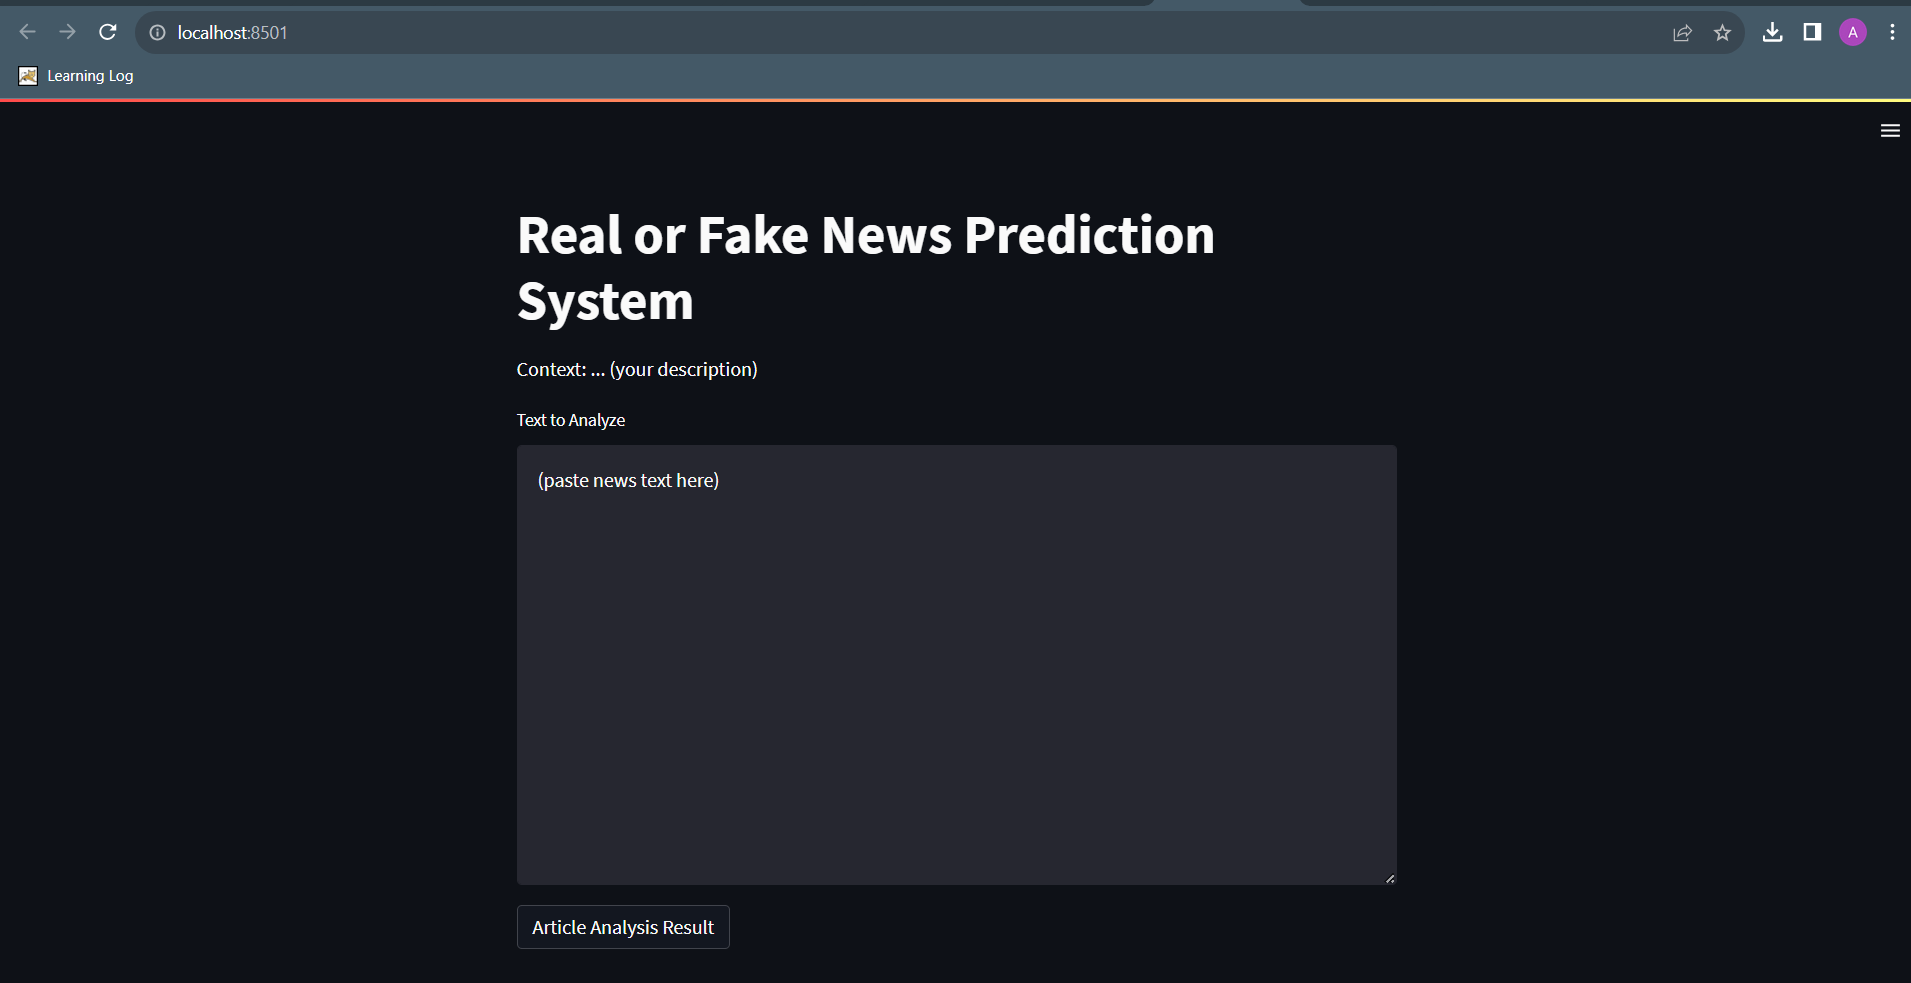 localhost:8501
A
Learning Log
Real or Fake News Prediction
System
Context: ... (your description)
Text to Analyze
(paste news text here)
Article Analysis Result